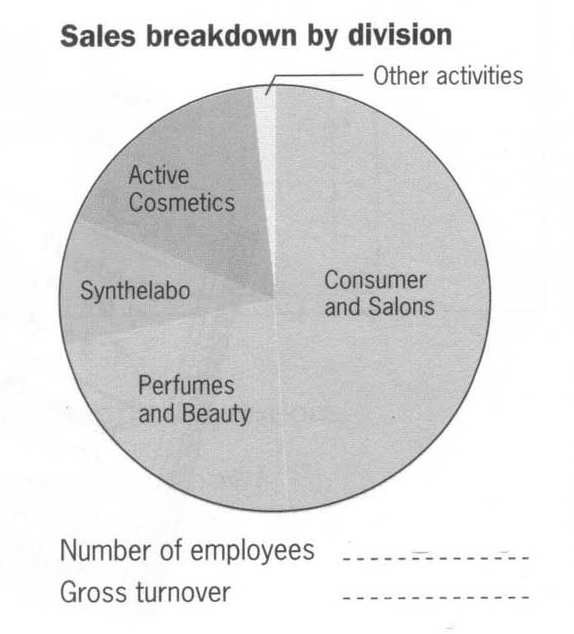 Sales breakdown by division
Other activities
Active
Cosmetics
Synthelabo
Consumer
and Salons
Perfumes
and Beauty
Number of employees
Gross turnover